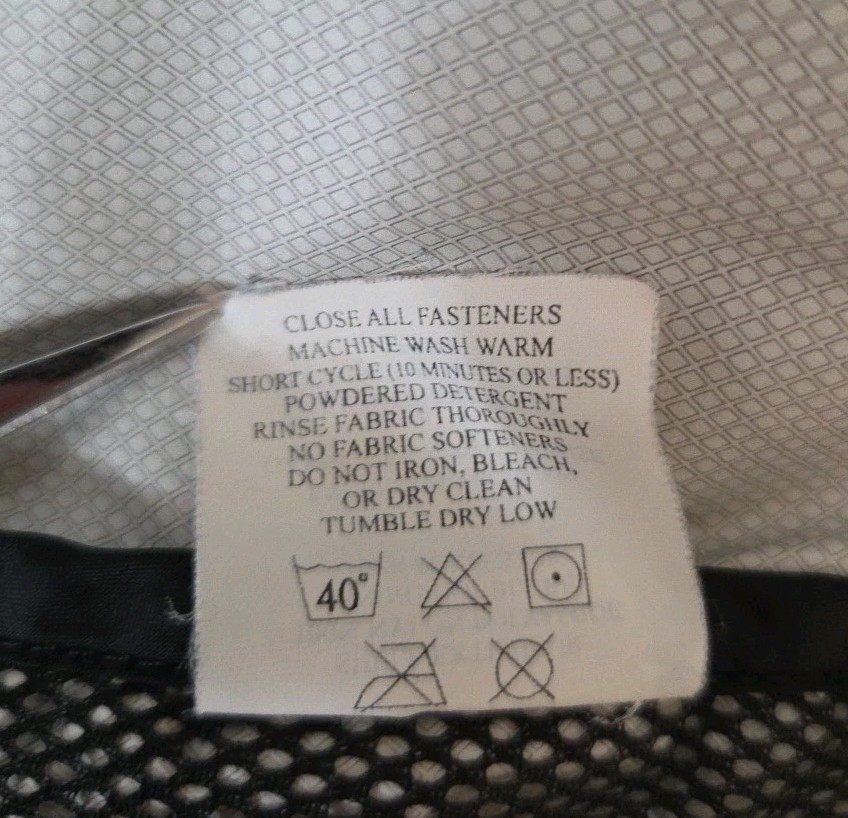 CLOSE ALL FASTENERS
MACHINE WASH WARM
SHORT CYCLE (10 MINUTES OR LESS)
POWDERED DETERGENT
RINSE FABRIC THOROUGHLY
NO FABRIC SOFTENERS
DO NOT IRON, BLEACH,
OR DRY CLEAN
TUMBLE DRY LOW
40°